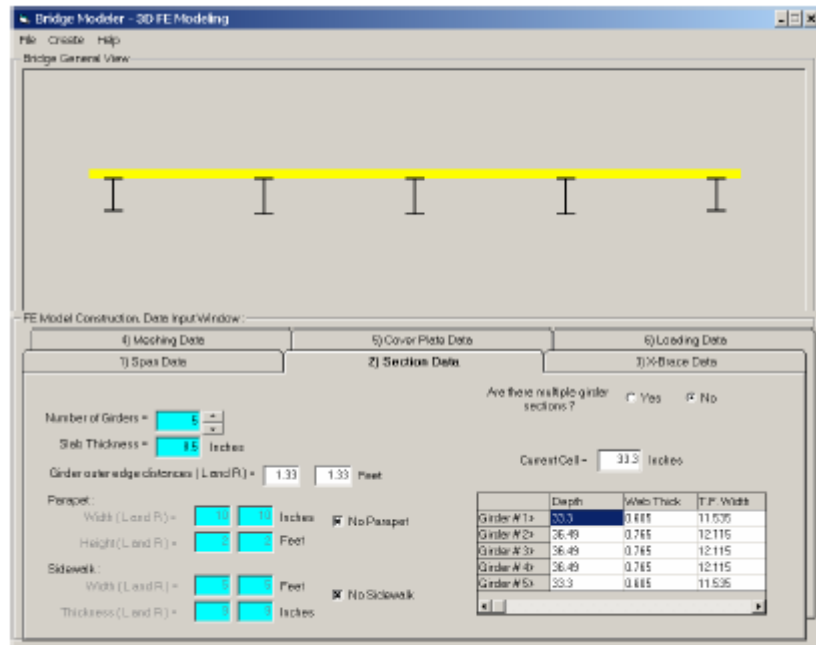 Bridge Modeler - 3D FE Modeling
File Create Help
Bridge General View
FE Model Construction, Data Input Window:
4) Meshing Data 5) Cover Plate Data 6) Loading Data
1) Span Data 2) Section Data 3) X-Brace Data
Are there multiple girder sections ? Yes No
Number of Girders = 5
Slab Thickness = 8.5 Inches
Current Cell = 33.3 Inches
Girder outer edge distances ( L and R ) = 1.33 1.33 Feet
Parapet:
Width ( L and R ) = 10 10 Inches No Parapet
Height ( L and R ) = 2 2 Feet
Sidewalk:
Width ( L and R ) = 5 5 Feet No Sidewalk
Thickness ( L and R ) = Inches
Depth Web Thick T.F. Width
Girder # 1> 33.3 0.605 11.535
Girder # 2> 36.49 0.765 12.115
Girder # 3> 36.49 0.765 12.115
Girder # 4> 36.49 0.765 12.115
Girder # 5> 33.3 0.605 11.535